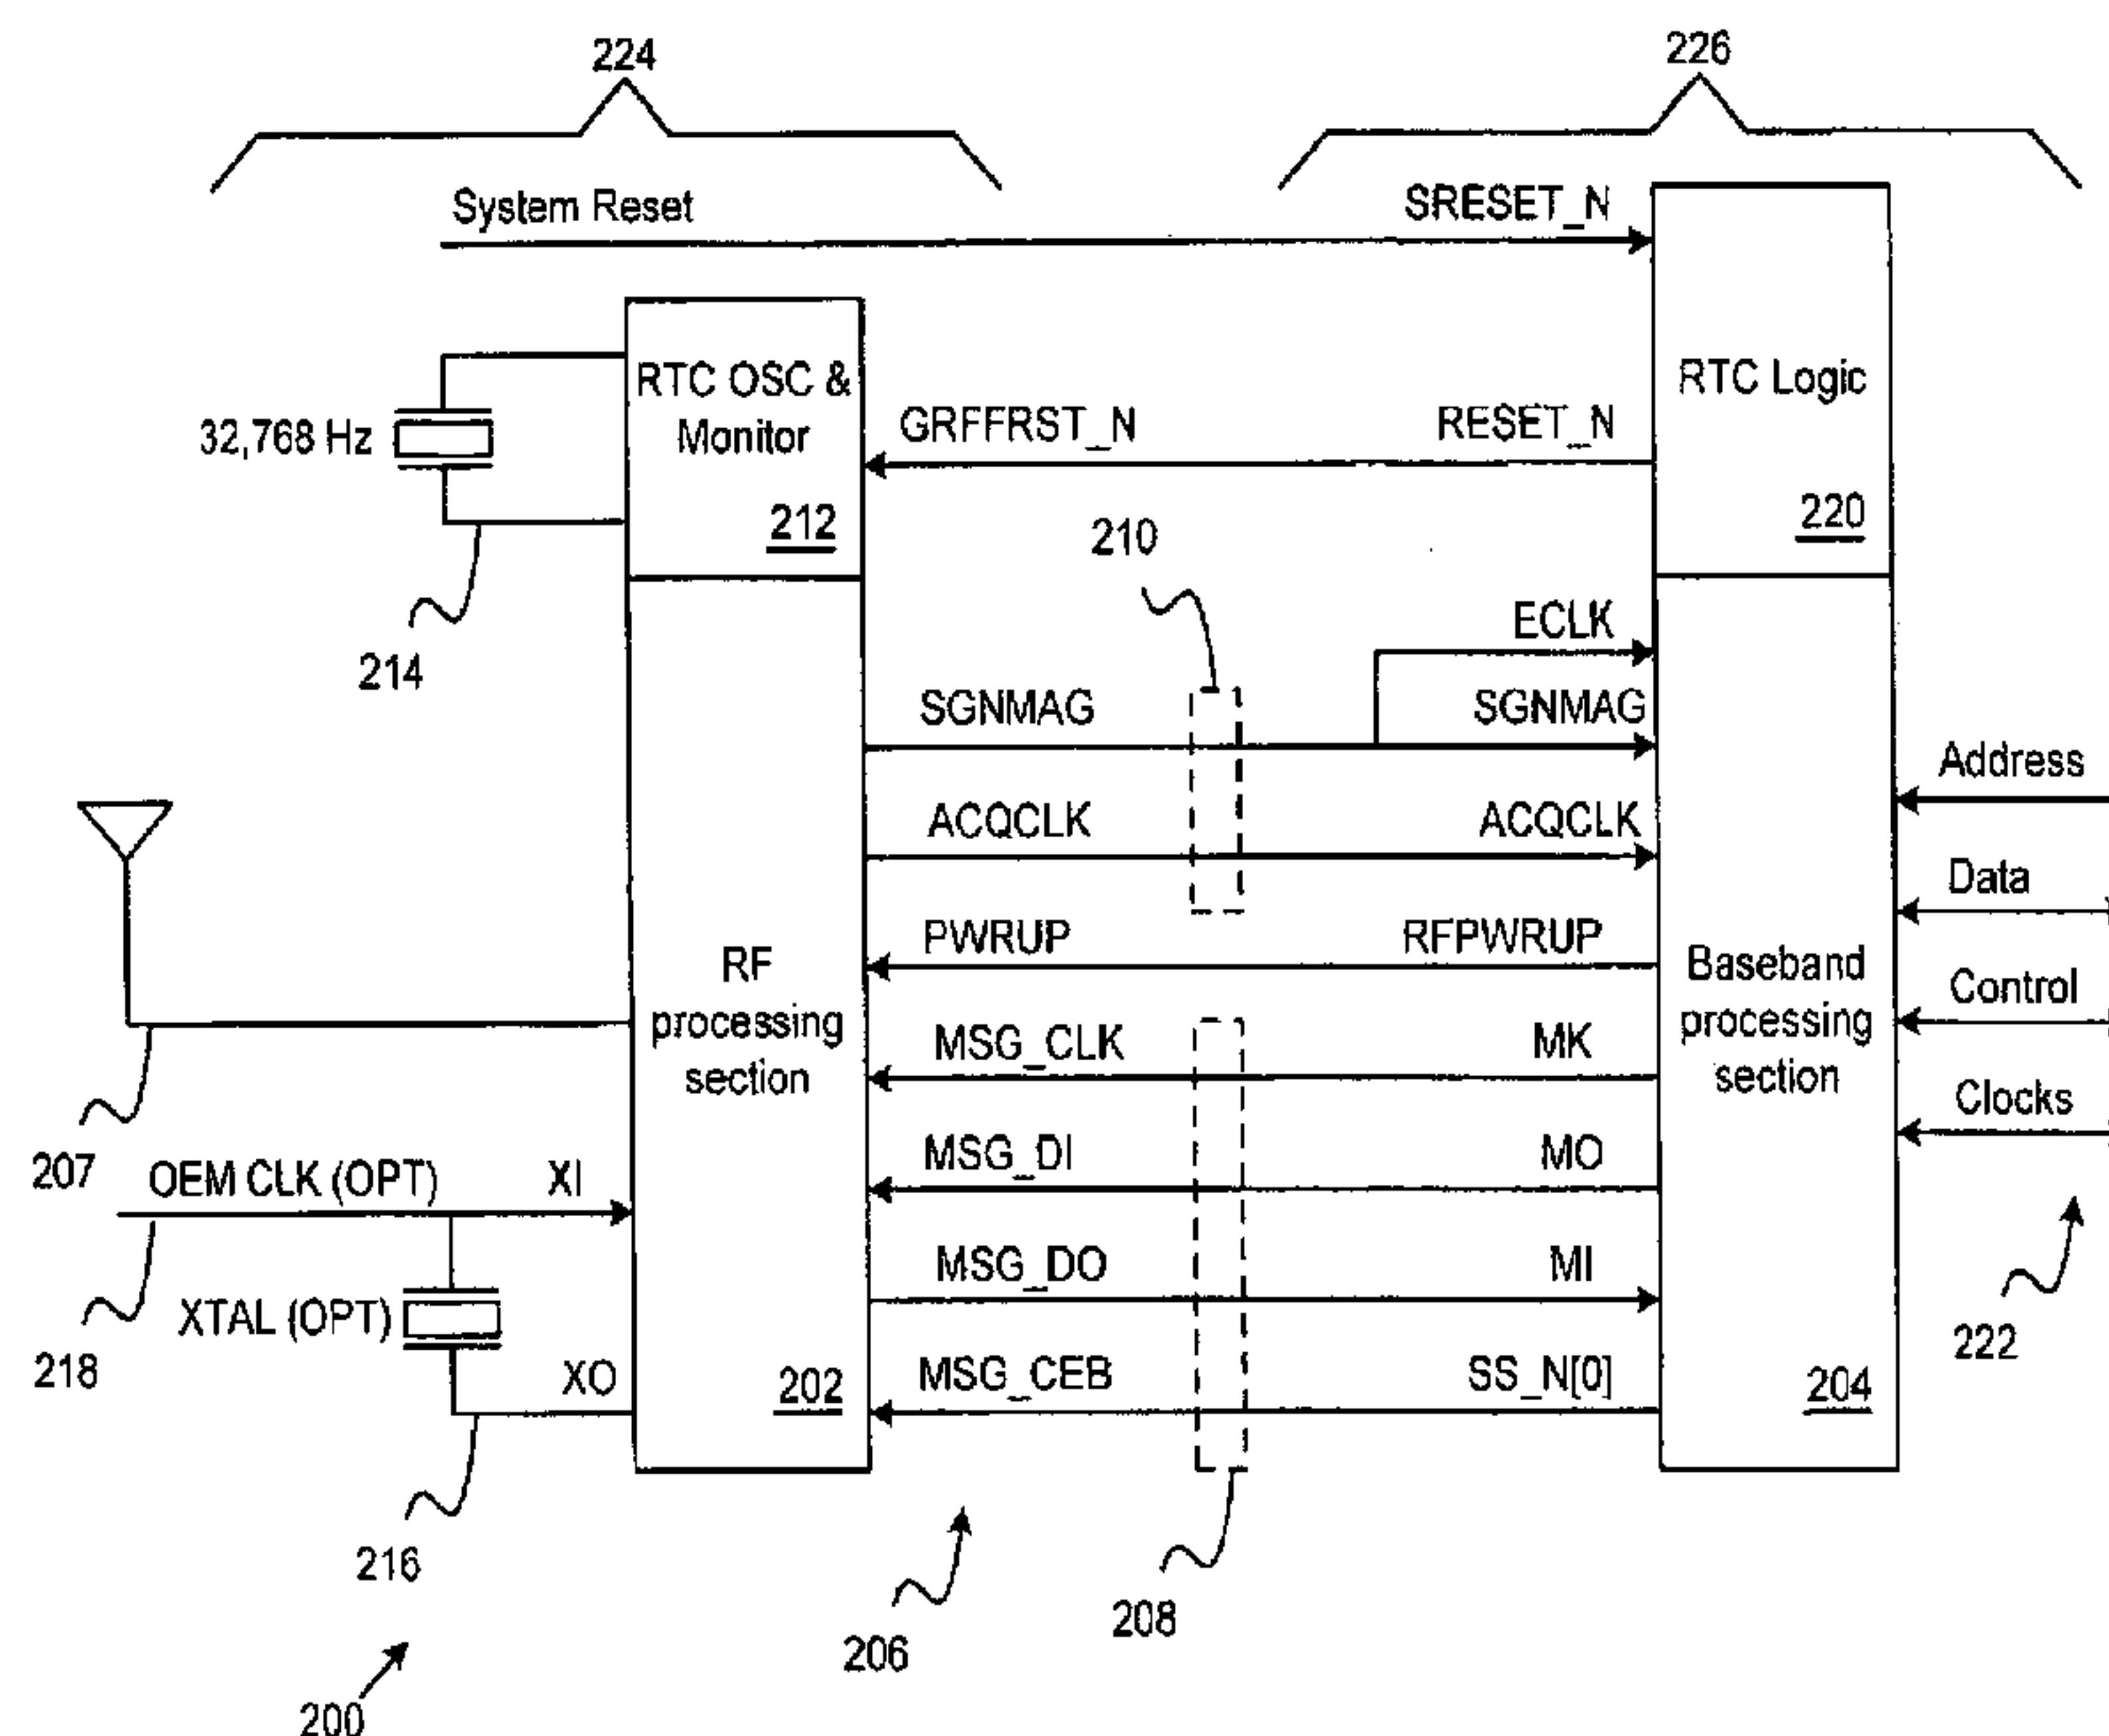 224
226
System Reset
SRESET_N
RTC OSC &
Monitor
212
32,768 Hz
214
GRFFRST_N
RESET_N
RTC Logic
220
210
ECLK
SGNMAG
SGNMAG
ACQCLK
ACQCLK
PWRUP
RFPWRUP
MSG_CLK
MK
MSG_DI
MO
MSG_DO
MI
MSG_CEB
SS_N[0]
RF
processing
section
202
Baseband
processing
section
204
Address
Data
Control
Clocks
222
207
OEM CLK (OPT)
XI
218
XTAL (OPT)
XO
216
206
208
200